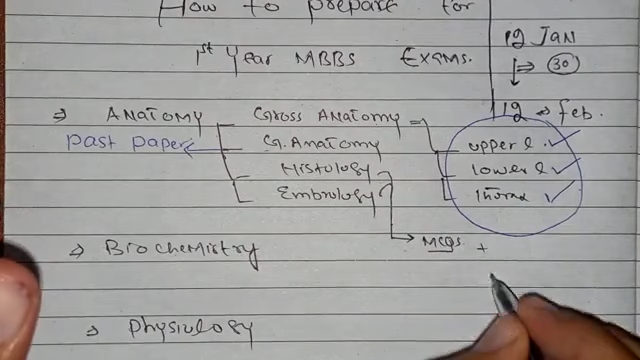 How to prepare for
1st Year MBBS Exams.
12 JAN
⇒ 30
12 → Feb.
⇒ ANAtomy Gross ANAtomy
Past paper G.Anatomy
Histology
Embrology
upper l. ✓
lower l ✓
Thorax ✓
→ MCQS +
⇒ Biochemistry
⇒ Physiology